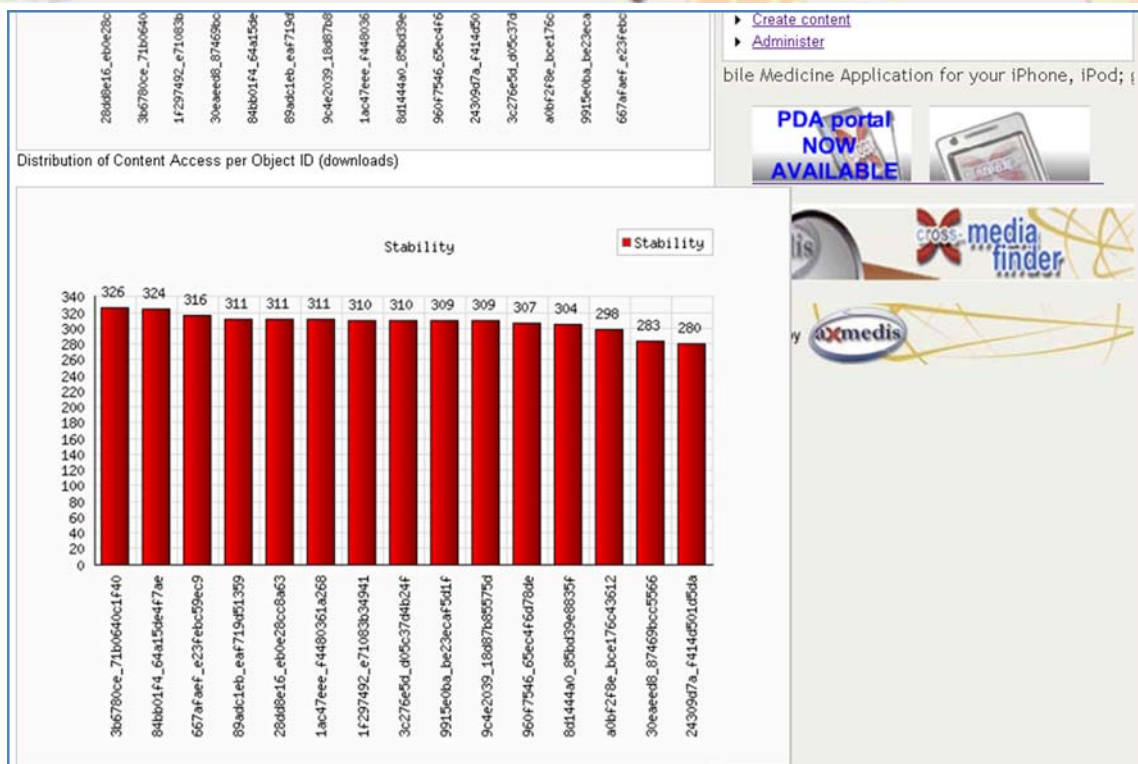 28dd8e16_eb0e28c
3b6780ce_71b0640
1f297492_e71083b
30eaeed8_87469bc
84bb01f4_64a15de
89adc1eb_eaf719d
9c4e2039_18d87b8
1ac47eee_f448036
8d1444a0_85bd39e
960f7546_65ec4f6
24309d7a_f414d50
3c276e5d_d05c37d
a0bf2f8e_bce176c
9915e0ba_be23eca
667afaef_e23febc
Create content
Administer
bile Medicine Application for your iPhone, iPod;
PDA portal
NOW
AVAILABLE
Distribution of Content Access per Object ID (downloads)
cross-media
finder
axmedis
Stability
Stability
326 324 316 311 311 311 310 310 309 309 307 304 298 283 280
340
320
300
280
260
240
220
200
180
160
140
120
100
80
60
40
20
0
3b6780ce_71b0640c1f40
84bb01f4_64a15de4f7ae
667afaef_e23febc59ec9
89adc1eb_eaf719d51359
28dd8e16_eb0e28cc8a63
1ac47eee_f4480361a268
1f297492_e71083b34941
3c276e5d_d05c37d4b24f
9915e0ba_be23ecaf5d1f
9c4e2039_18d87b85575d
960f7546_65ec4f6d78de
8d1444a0_85bd39e8835f
a0bf2f8e_bce176c43612
30eaeed8_87469bcc5566
24309d7a_f414d501d5da